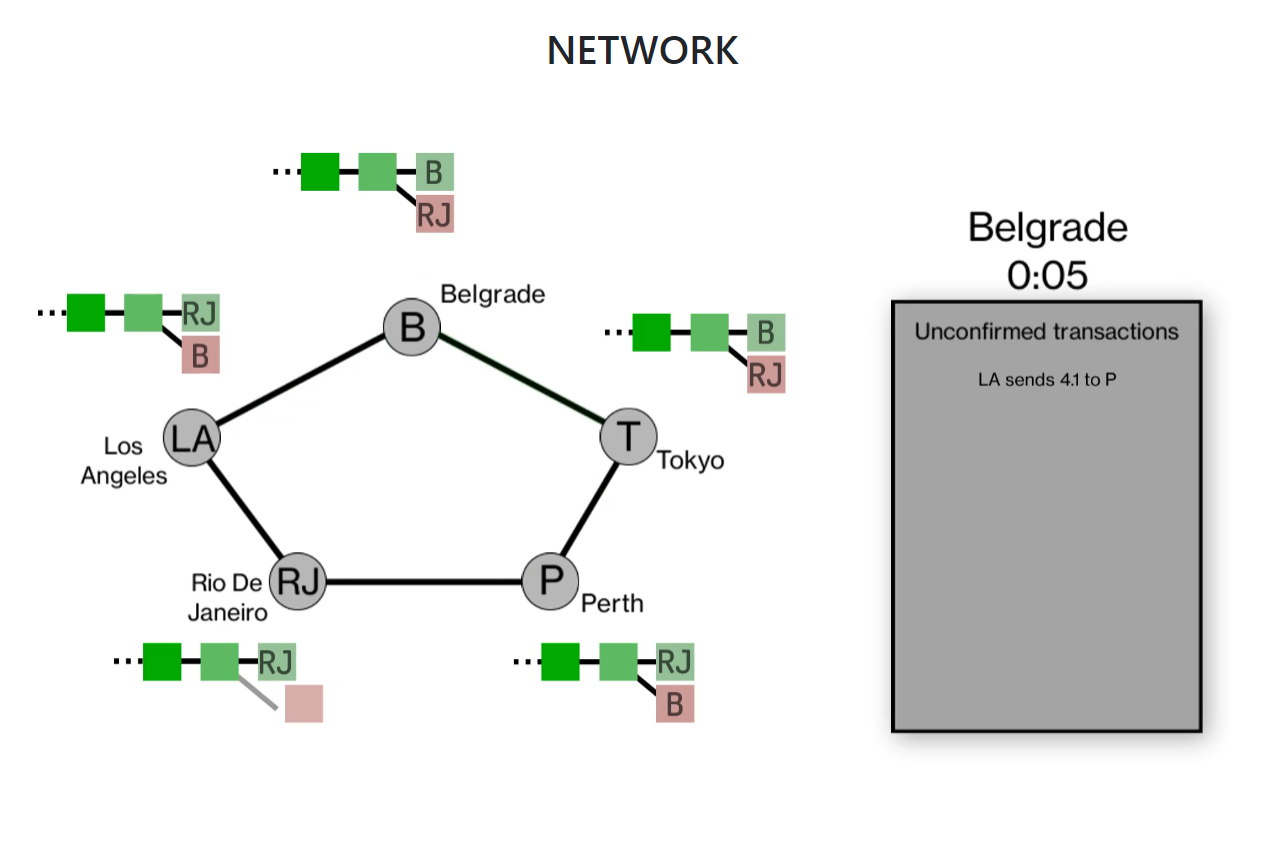 NETWORK
B
RJ
Belgrade
0:05
Unconfirmed transactions
LA sends 4.1 to P
RJ
B
Belgrade
B
B
RJ
LA
Los
Angeles
T
Tokyo
RJ
Rio De
Janeiro
P
Perth
RJ
RJ
B